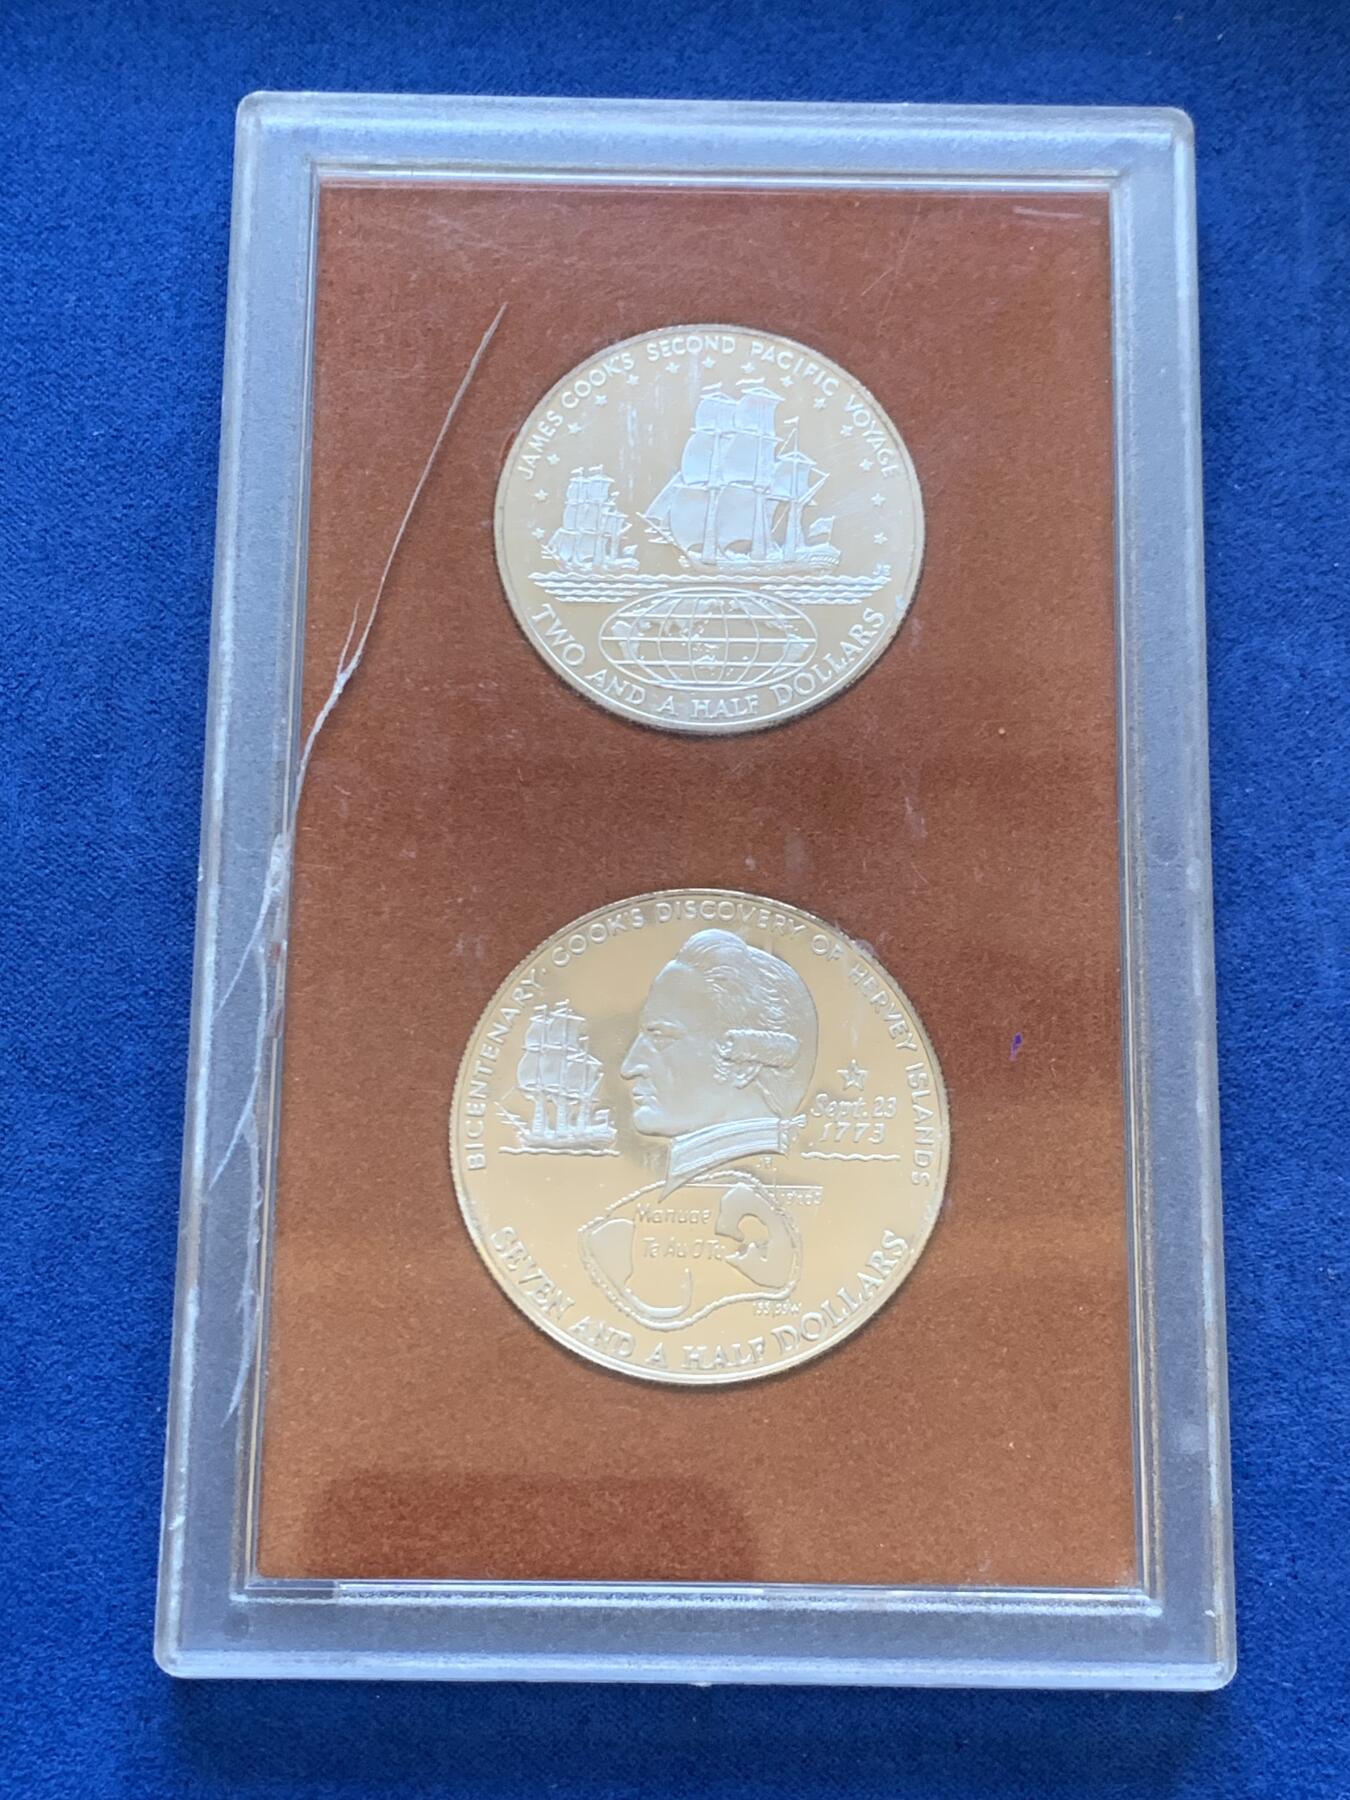 JAMES COOK'S SECOND PACIFIC VOYAGE
TWO AND A HALF DOLLARS
BICENTENARY · COOK'S DISCOVERY OF HERVEY ISLANDS
Sept. 23
1773
Manuae
Te Au O Tu
SEVEN AND A HALF DOLLARS